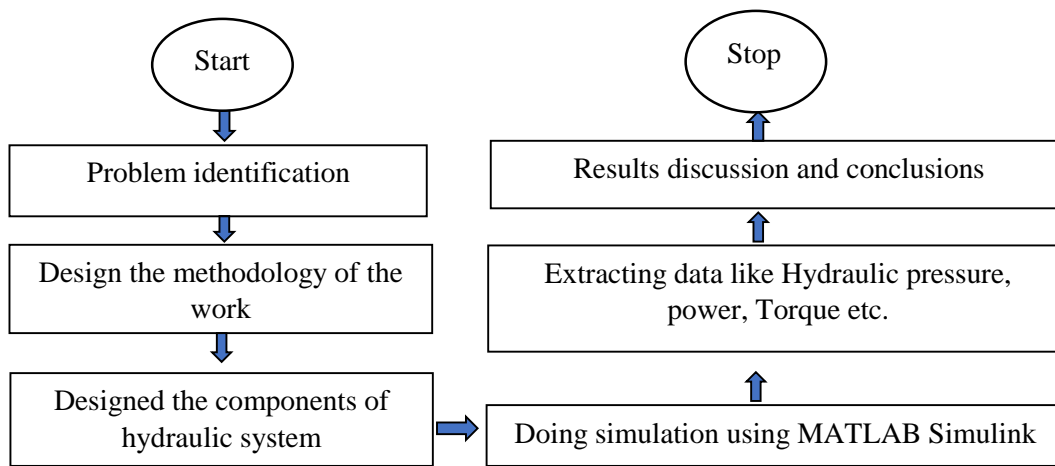 Start
Problem identification
Design the methodology of the
work
Designed the components of
hydraulic system
Doing simulation using MATLAB Simulink
Extracting data like Hydraulic pressure,
power, Torque etc.
Results discussion and conclusions
Stop